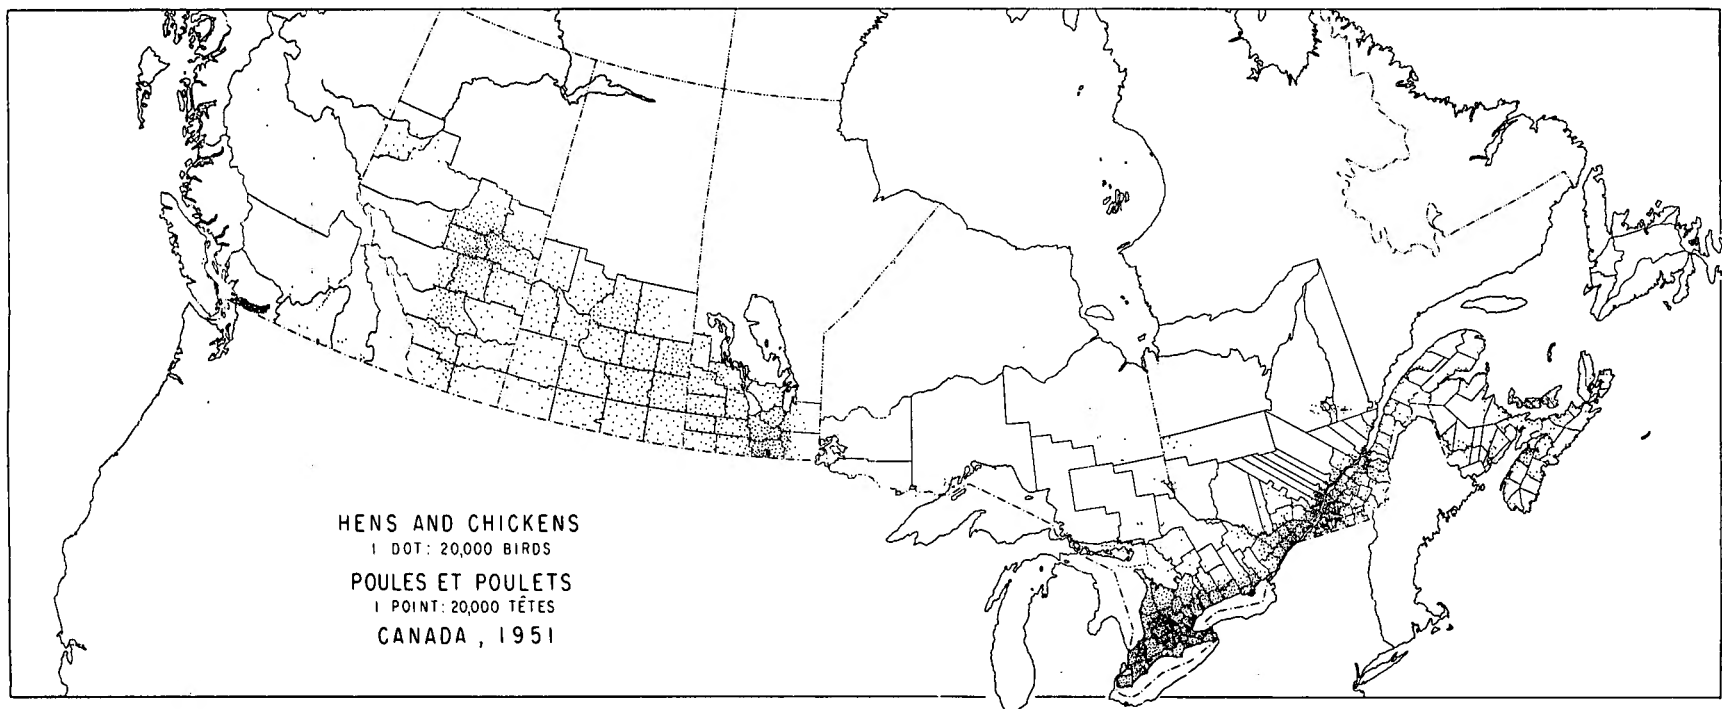 HENS AND CHICKENS
1 DOT: 20,000 BIRDS
POULES ET POULETS
1 POINT: 20,000 TÊTES
CANADA, 1951